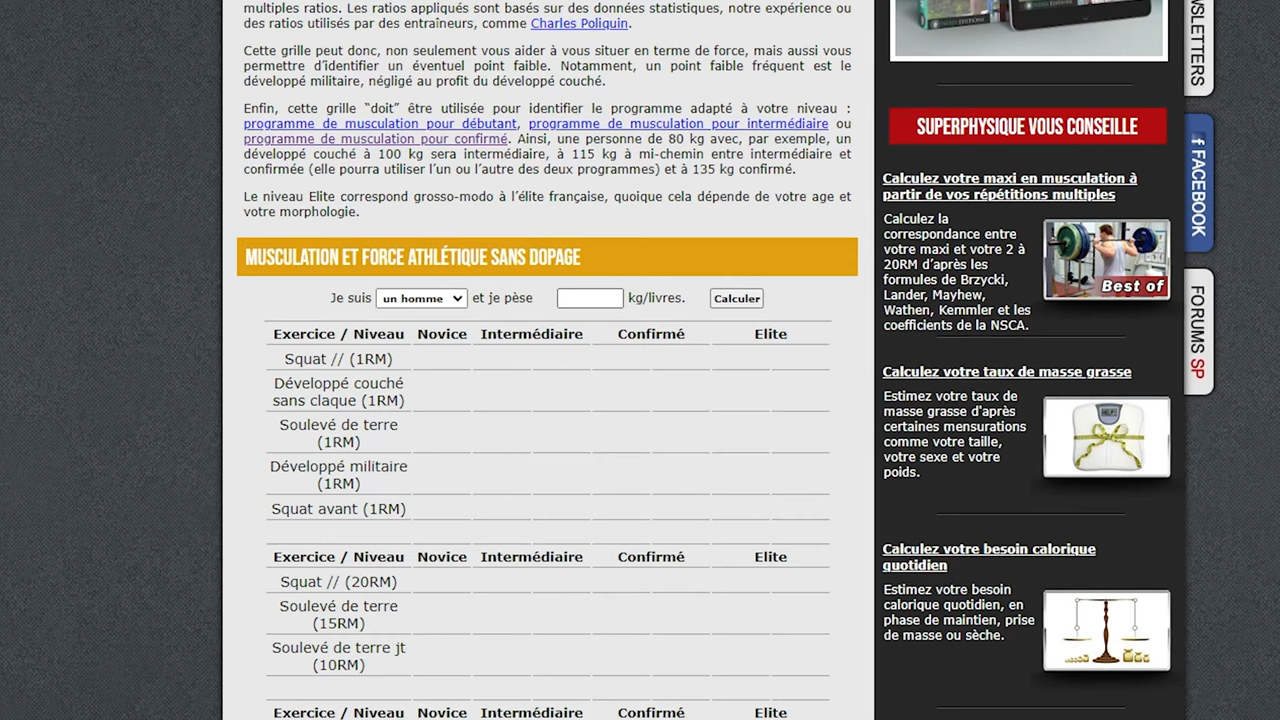 multiples ratios. Les ratios appliqués sont basés sur des données statistiques, notre expérience ou
des ratios utilisés par des entraîneurs, comme Charles Poliquin.
Cette grille peut donc, non seulement vous aider à vous situer en terme de force, mais aussi vous
permettre d'identifier un éventuel point faible. Notamment, un point faible fréquent est le
développé militaire, négligé au profit du développé couché.
Enfin, cette grille “doit” être utilisée pour identifier le programme adapté à votre niveau :
programme de musculation pour débutant, programme de musculation pour intermédiaire ou
programme de musculation pour confirmé. Ainsi, une personne de 80 kg avec, par exemple, un
développé couché à 100 kg sera intermédiaire, à 115 kg à mi-chemin entre intermédiaire et
confirmée (elle pourra utiliser l'un ou l'autre des deux programmes) et à 135 kg confirmé.
Le niveau Elite correspond grosso-modo à l'élite française, quoique cela dépende de votre age et
votre morphologie.
MUSCULATION ET FORCE ATHLÉTIQUE SANS DOPAGE
Je suis un homme et je pèse kg/livres. Calculer
Exercice / Niveau Novice Intermédiaire Confirmé Elite
Squat // (1RM)
Développé couché
sans claque (1RM)
Soulevé de terre
(1RM)
Développé militaire
(1RM)
Squat avant (1RM)
Exercice / Niveau Novice Intermédiaire Confirmé Elite
Squat // (20RM)
Soulevé de terre
(15RM)
Soulevé de terre jt
(10RM)
Exercice / Niveau Novice Intermédiaire Confirmé Elite
SUPERPHYSIQUE VOUS CONSEILLE
Calculez votre maxi en musculation à
partir de vos répétitions multiples
Calculez la
correspondance entre
votre maxi et votre 2 à
20RM d'après les
formules de Brzycki,
Lander, Mayhew,
Wathen, Kemmler et les
coefficients de la NSCA.
Best of
Calculez votre taux de masse grasse
Estimez votre taux de
masse grasse d'après
certaines mensurations
comme votre taille,
votre sexe et votre
poids.
HELP!
Calculez votre besoin calorique
quotidien
Estimez votre besoin
calorique quotidien, en
phase de maintien, prise
de masse ou sèche.
WSLETTERS
f FACEBOOK
FORUMS SP